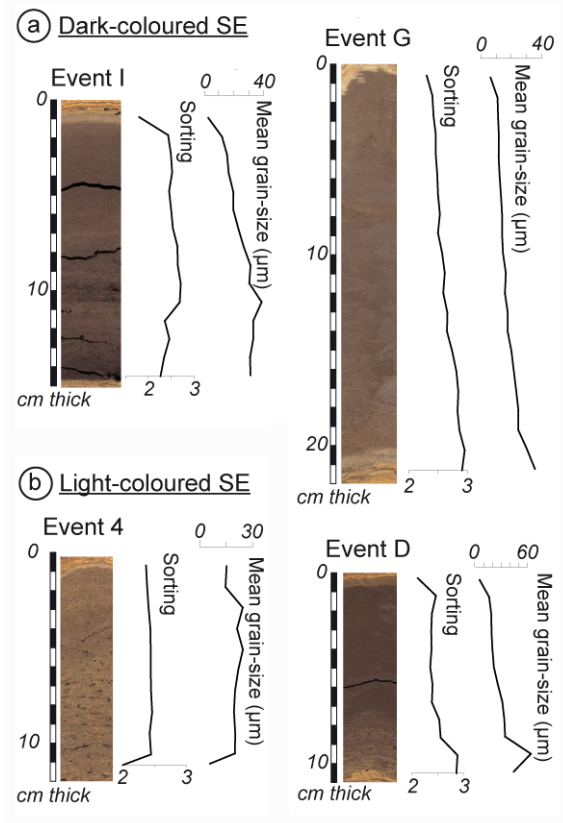 a Dark-coloured SE
Event I
0
10
cm thick
Sorting
2 3
0 40
Mean grain-size (µm)
Event G
0
10
20
cm thick
Sorting
2 3
0 40
Mean grain-size (µm)
b Light-coloured SE
Event 4
0
10
cm thick
Sorting
2 3
0 30
Mean grain-size (µm)
Event D
0
10
cm thick
Sorting
2 3
0 60
Mean grain-size (µm)